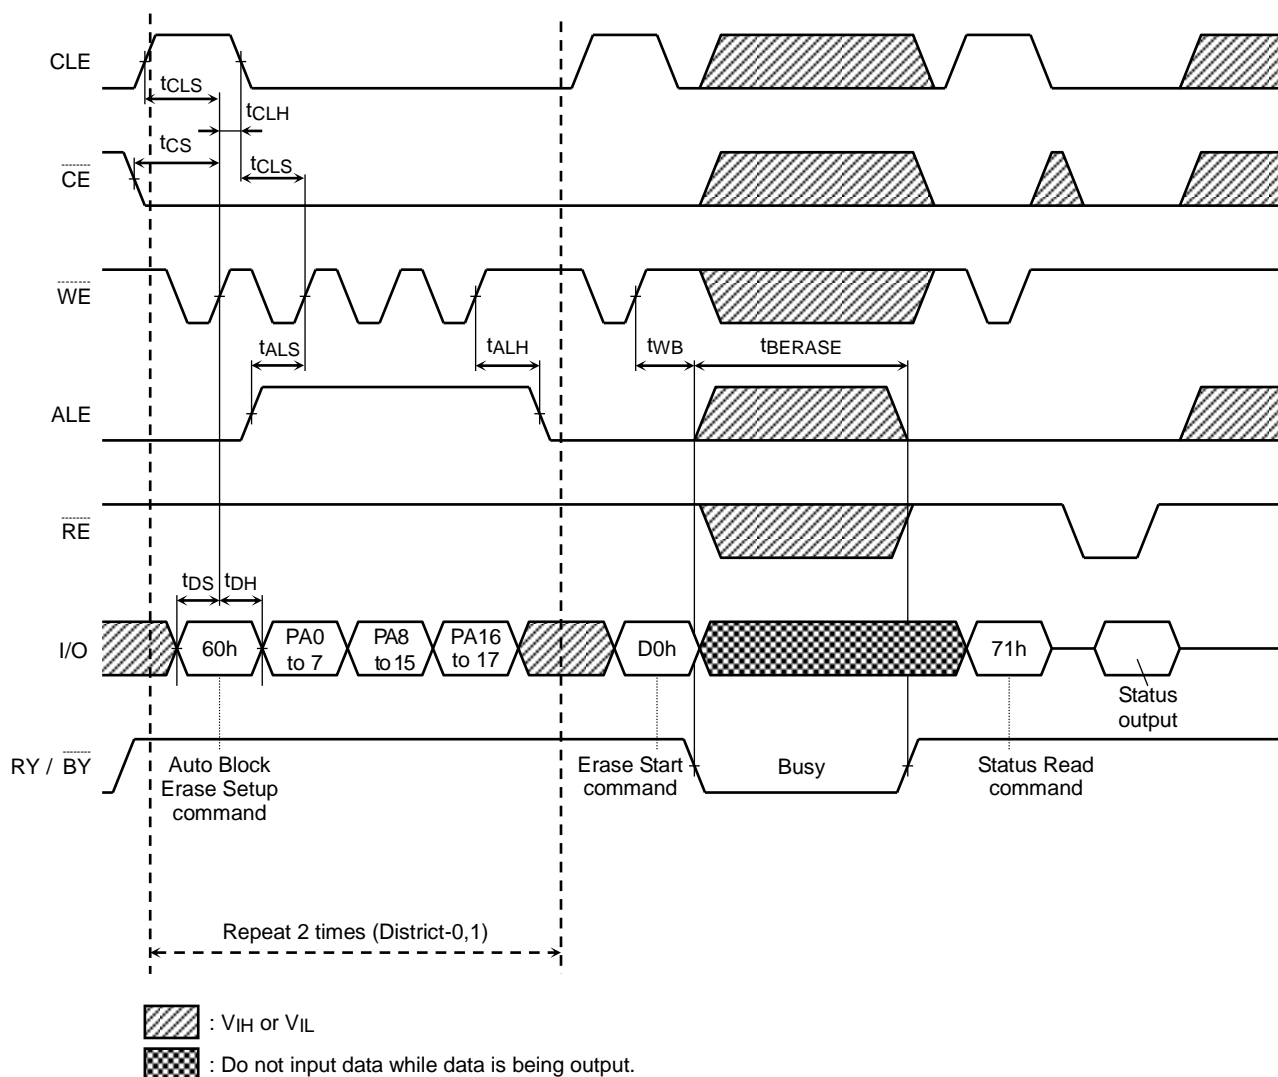 CLE
tCLS
tCLH
tCS
tCLS
CE
WE
tALS
tALH
tWB
tBERASE
ALE
RE
tDS
tDH
I/O
60h
PA0
to 7
PA8
to 15
PA16
to 17
D0h
71h
Status
output
RY / BY
Auto Block
Erase Setup
command
Erase Start
command
Busy
Status Read
command
Repeat 2 times (District-0,1)
: VIH or VIL
: Do not input data while data is being output.